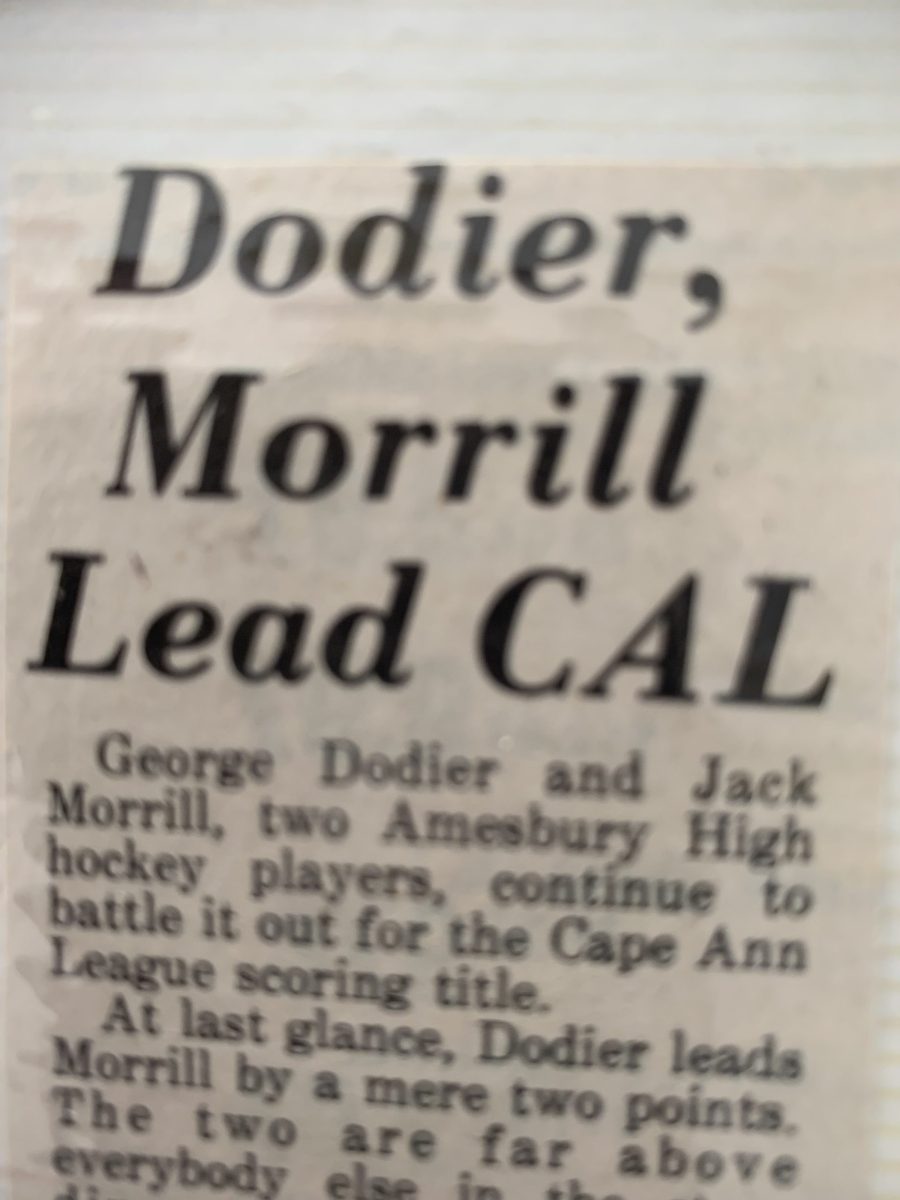 Dodier,
Morrill
Lead CAL
George Dodier and Jack
Morrill, two Amesbury High
hockey players, continue to
battle it out for the Cape Ann
League scoring title.
At last glance, Dodier leads
Morrill by a mere two points.
The two are far above
everybody else in the